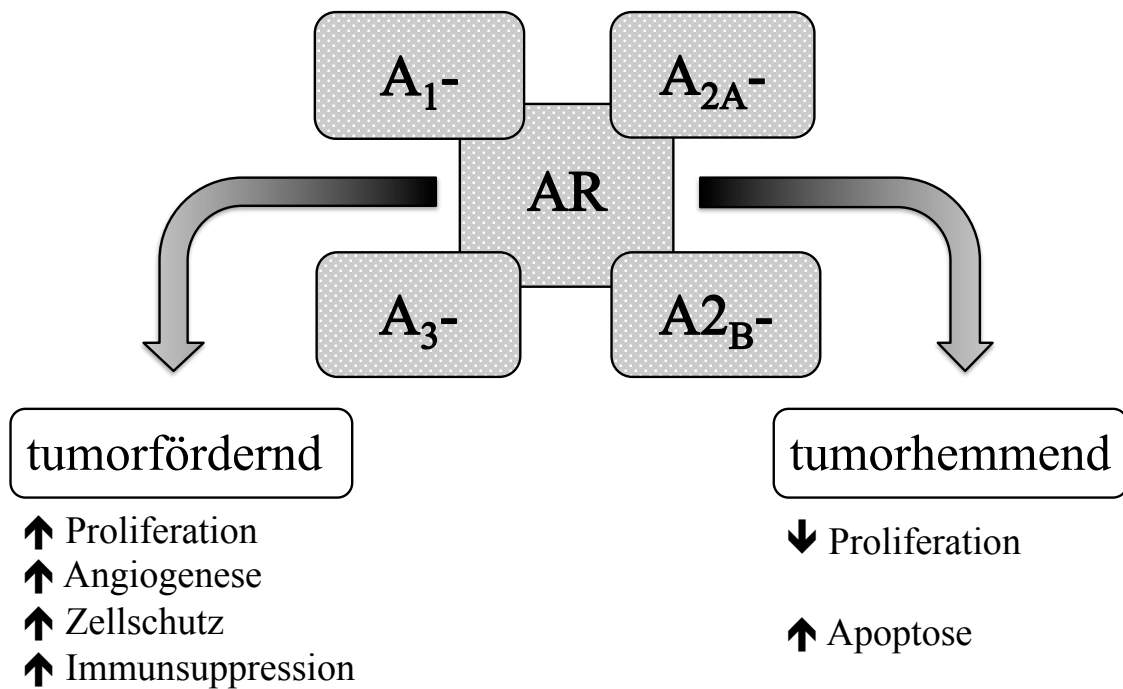 A₁-
A₂A-
AR
A₃-
A2B-
tumorfördernd
tumorhemmend
↑ Proliferation
↑ Angiogenese
↑ Zellschutz
↑ Immunsuppression
↓ Proliferation
↑ Apoptose